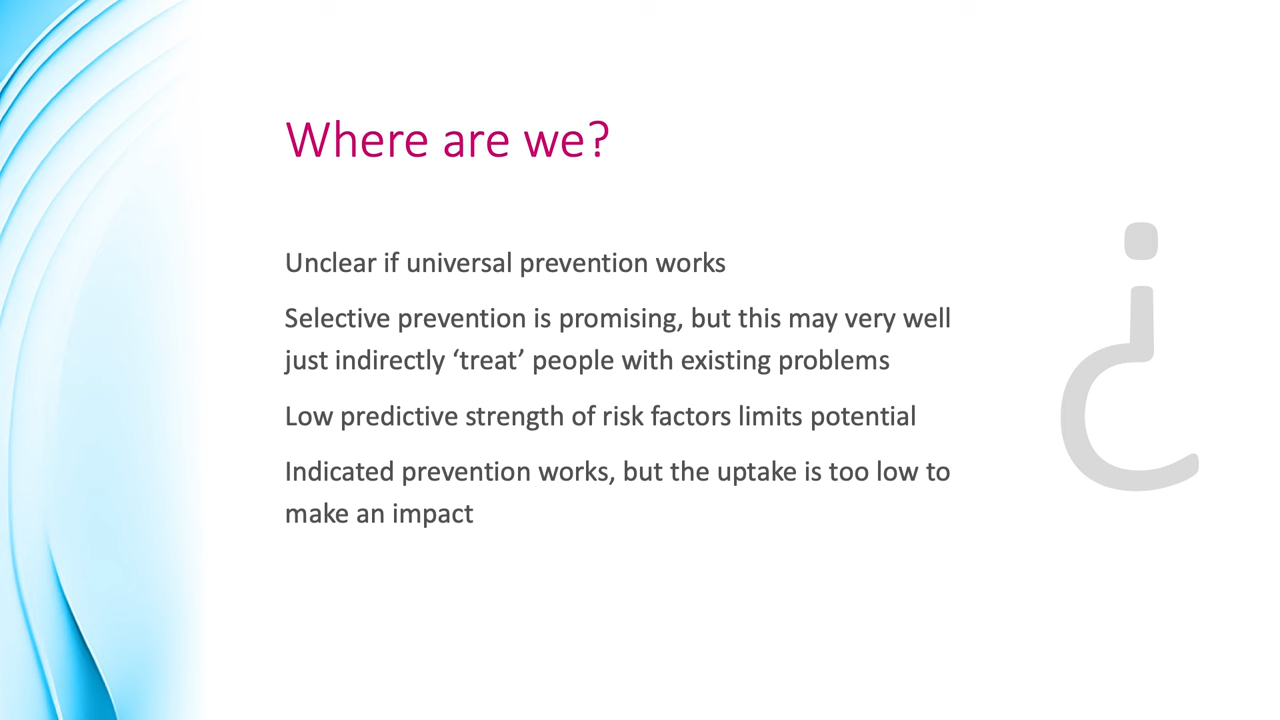 Where are we?
Unclear if universal prevention works
Selective prevention is promising, but this may very well
just indirectly ‘treat’ people with existing problems
Low predictive strength of risk factors limits potential
Indicated prevention works, but the uptake is too low to
make an impact
¿